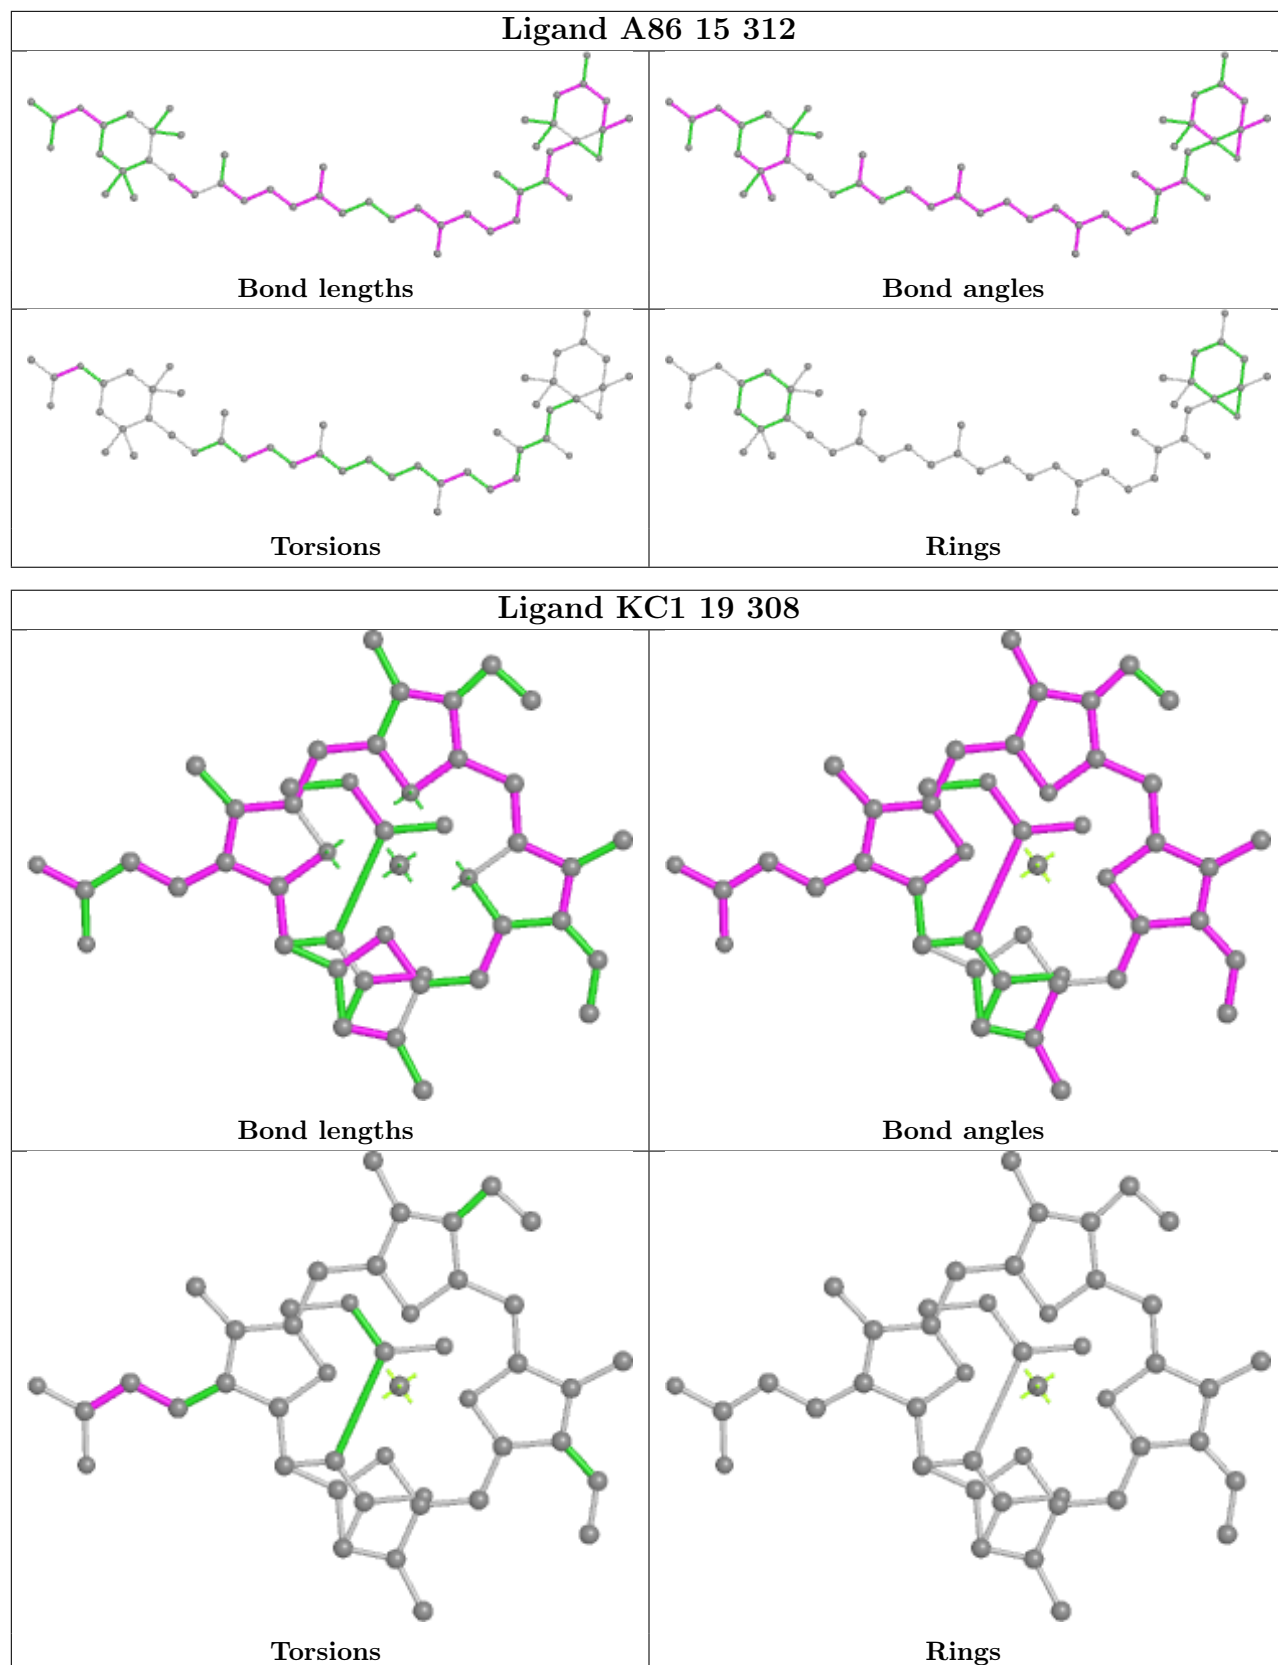 Ligand A86 15 312
Bond lengths
Bond angles
Torsions
Rings
Ligand KC1 19 308
Bond lengths
Bond angles
Torsions
Rings